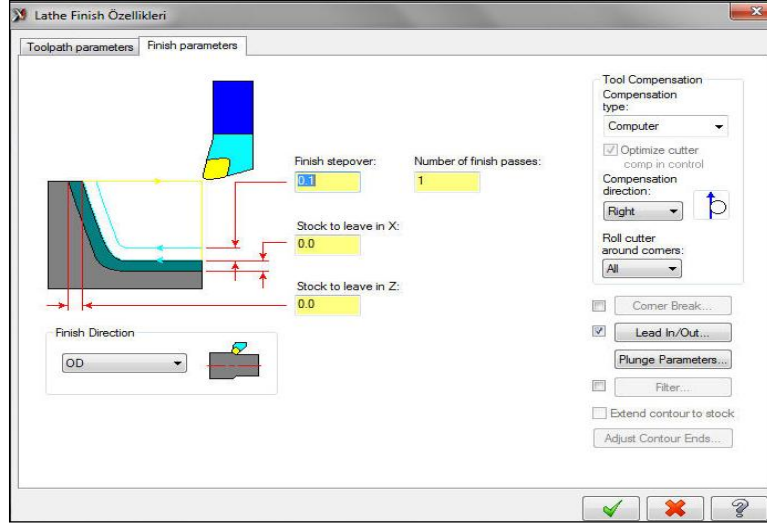 Lathe Finish Özellikleri
Toolpath parameters
Finish parameters
Finish stepover:
0.1
Number of finish passes:
1
Stock to leave in X:
0.0
Stock to leave in Z:
0.0
Finish Direction
OD
Tool Compensation
Compensation
type:
Computer
Optimize cutter
comp in control
Compensation
direction:
Right
Roll cutter
around corners:
All
Corner Break...
Lead In/Out...
Plunge Parameters...
Filter...
Extend contour to stock
Adjust Contour Ends...